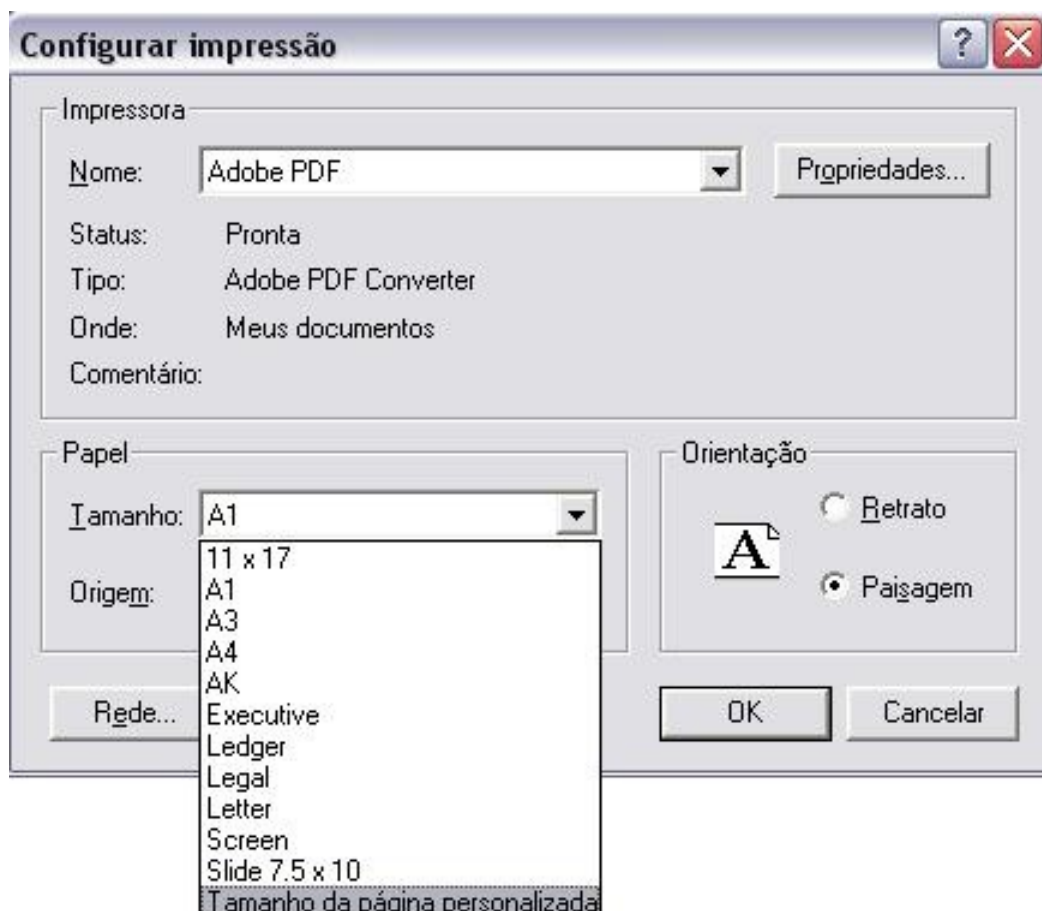 Configurar impressão
Impressora
Nome: Adobe PDF Propriedades...
Status: Pronta
Tipo: Adobe PDF Converter
Onde: Meus documentos
Comentário:
Papel
Tamanho: A1
Origem:
11 x 17
A1
A3
A4
AK
Executive
Ledger
Legal
Letter
Screen
Slide 7.5 x 10
Tamanho da página personalizada
Orientação
A
Retrato
Paisagem
Rede...
OK Cancelar